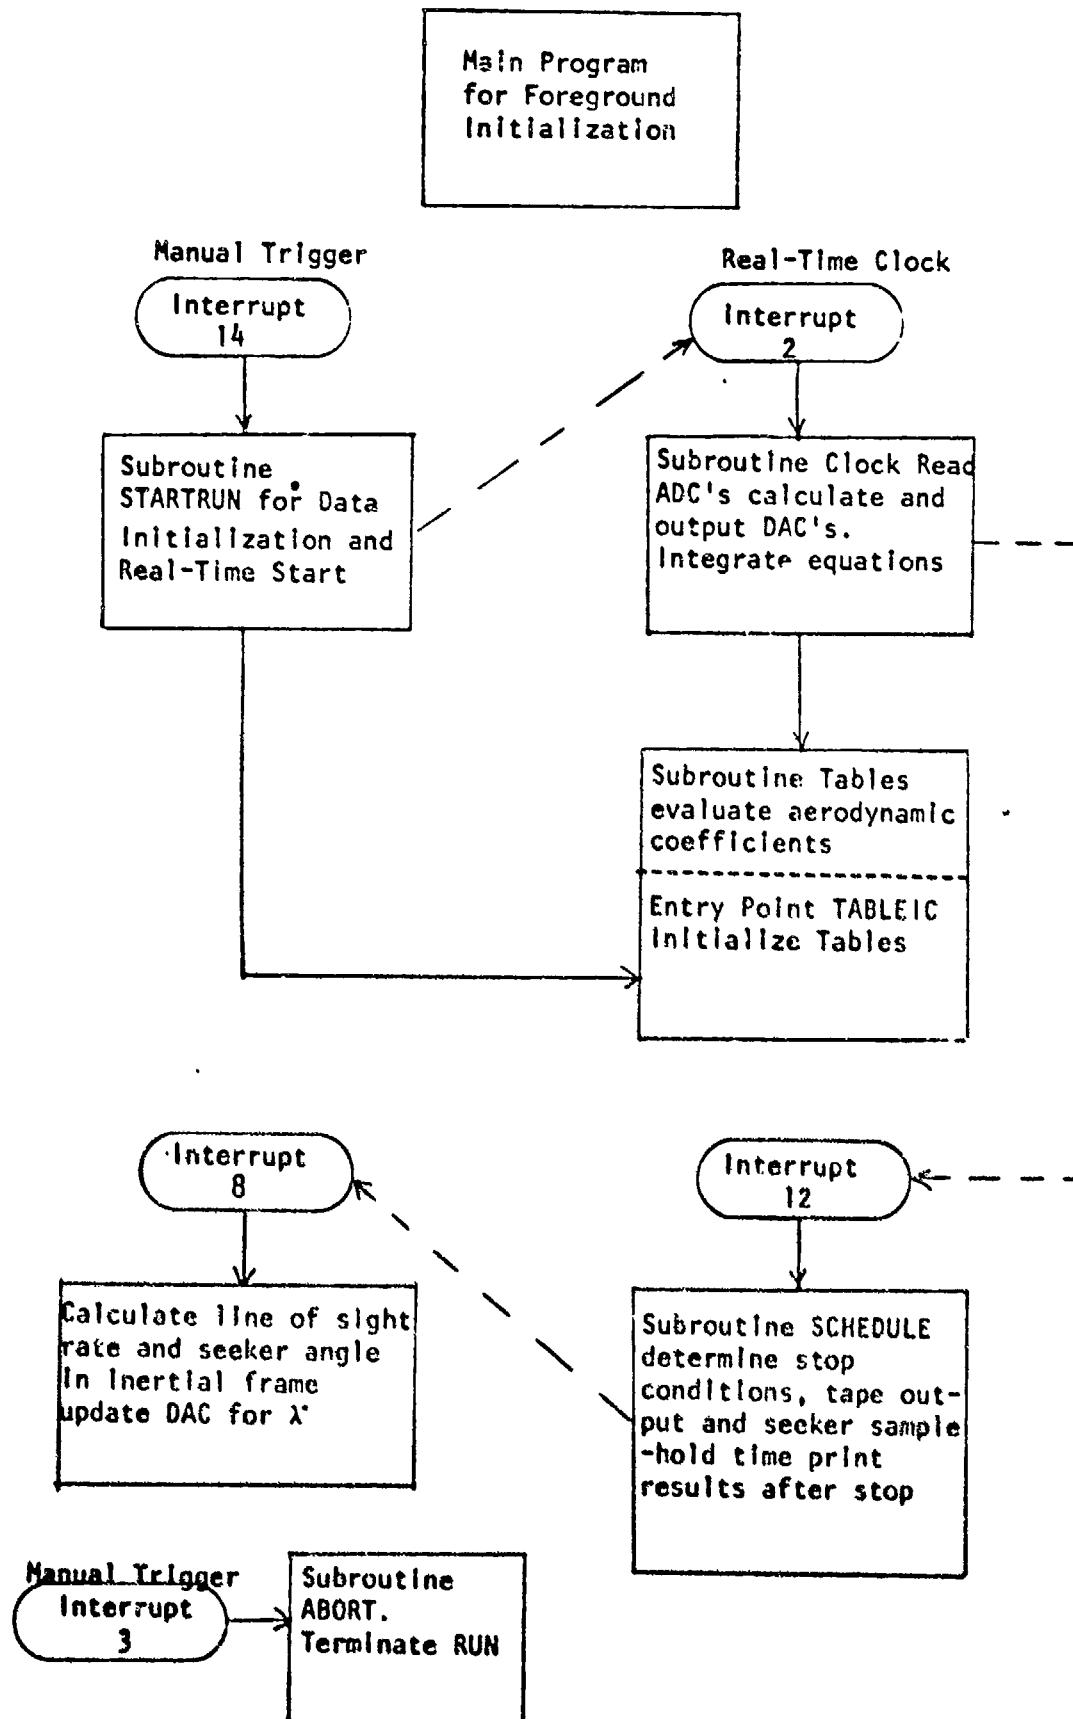 Main Program
for Foreground
Initialization
Manual Trigger
Interrupt
14
Real-Time Clock
Interrupt
2
Subroutine
STARTRUN for Data
Initialization and
Real-Time Start
Subroutine Clock Read
ADC's calculate and
output DAC's.
Integrate equations
Subroutine Tables
evaluate aerodynamic
coefficients
Entry Point TABLEIC
Initialize Tables
Interrupt
8
Interrupt
12
Calculate line of sight
rate and seeker angle
in inertial frame
update DAC for λ̇
Subroutine SCHEDULE
determine stop
conditions, tape out-
put and seeker sample
-hold time print
results after stop
Manual Trigger
Interrupt
3
Subroutine
ABORT.
Terminate RUN